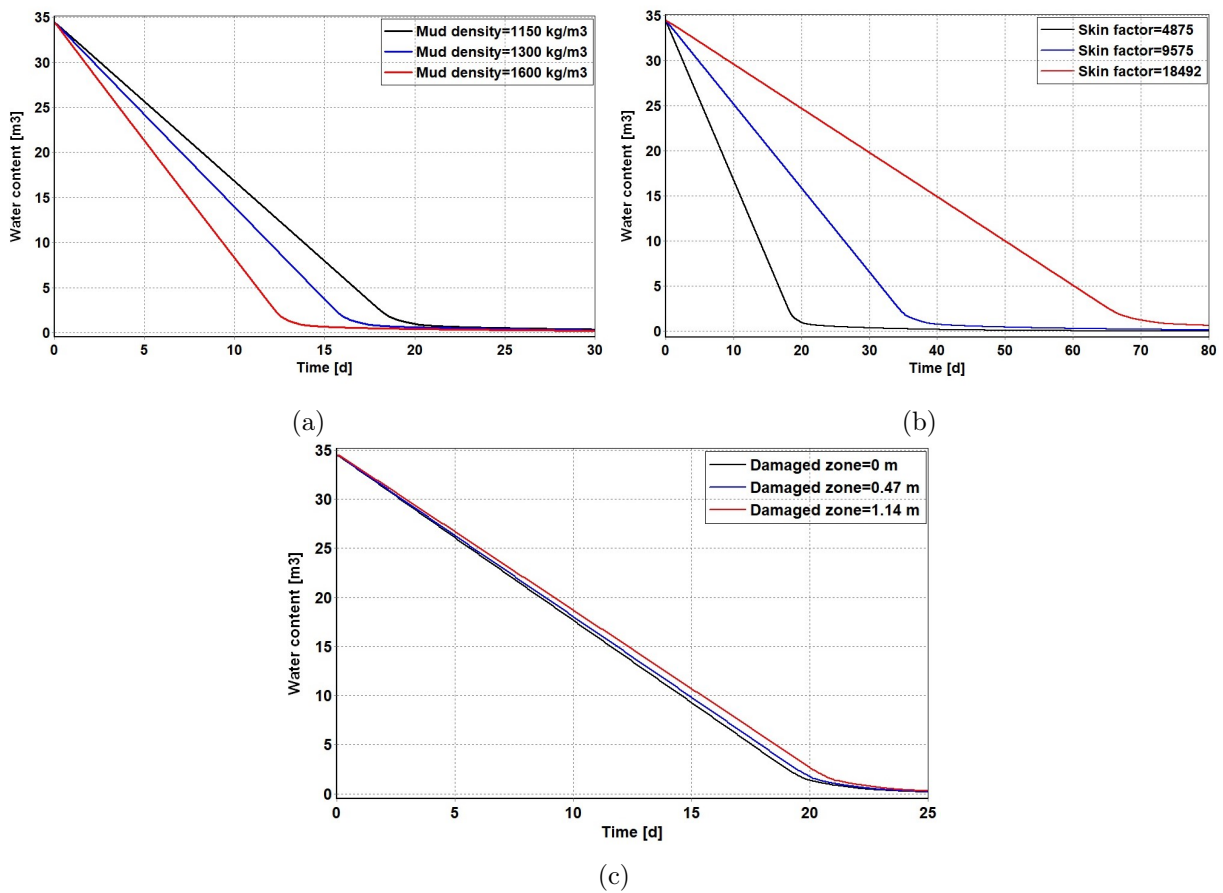 35
30
25
20
15
10
5
0
Water content [m3]
Mud density=1150 kg/m3
Mud density=1300 kg/m3
Mud density=1600 kg/m3
0 5 10 15 20 25 30
Time [d]
(a)
35
30
25
20
15
10
5
0
Water content [m3]
Skin factor=4875
Skin factor=9575
Skin factor=18492
0 10 20 30 40 50 60 70 80
Time [d]
(b)
35
30
25
20
15
10
5
0
Water content [m3]
Damaged zone=0 m
Damaged zone=0.47 m
Damaged zone=1.14 m
0 5 10 15 20 25
Time [d]
(c)